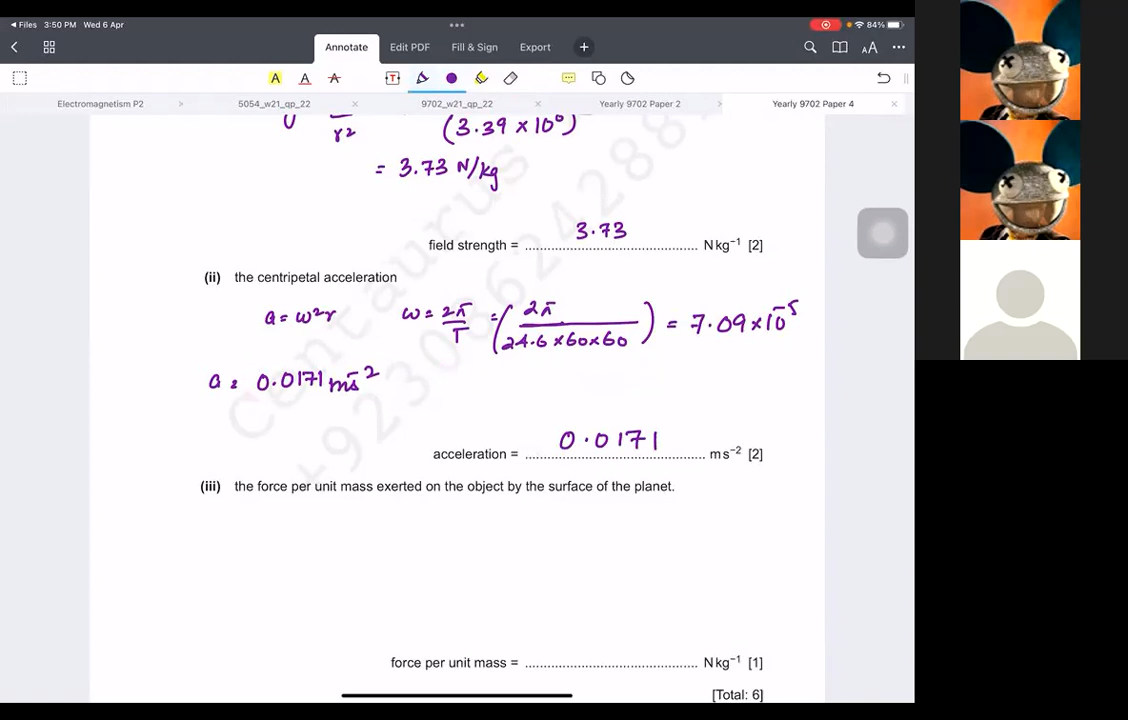 Files 3:50 PM Wed 6 Apr 84%
Annotate Edit PDF Fill & Sign Export
Electromagnetism P2 5054_w21_qp_22 9702_w21_qp_22 Yearly 9702 Paper 2 Yearly 9702 Paper 4
r²
(3.39 × 10⁶)
= 3.73 N/kg
3.73
field strength = ............................................ N kg⁻¹ [2]
(ii) the centripetal acceleration
a = ω²r ω = 2π/T = (2π / 24.6 × 60 × 60) = 7.09 × 10⁻⁵
a = 0.0171 ms⁻²
0.0171
acceleration = ............................................ m s⁻² [2]
(iii) the force per unit mass exerted on the object by the surface of the planet.
force per unit mass = ............................................ N kg⁻¹ [1]
[Total: 6]
Centaurus